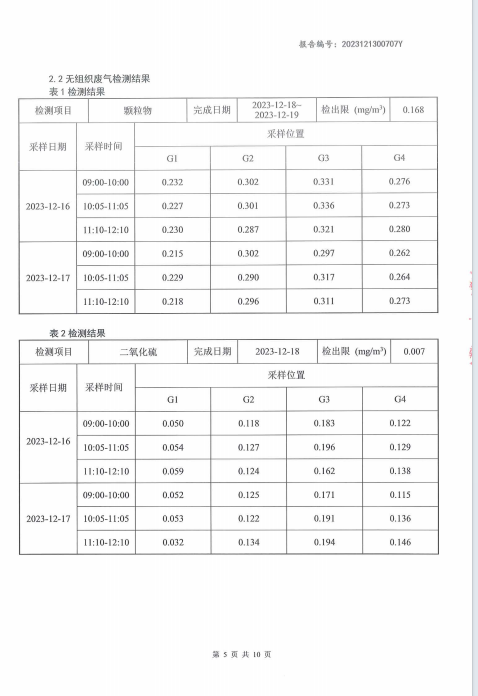 报告编号：2023121300707Y
2.2 无组织废气检测结果
表 1 检测结果
检测项目 颗粒物 完成日期 2023-12-18~2023-12-19 检出限 (mg/m³) 0.168
采样日期 采样时间 采样位置
G1 G2 G3 G4
2023-12-16 09:00-10:00 0.232 0.302 0.331 0.276
10:05-11:05 0.227 0.301 0.336 0.273
11:10-12:10 0.230 0.287 0.321 0.280
2023-12-17 09:00-10:00 0.215 0.302 0.297 0.262
10:05-11:05 0.229 0.290 0.317 0.264
11:10-12:10 0.218 0.296 0.311 0.273
表 2 检测结果
检测项目 二氧化硫 完成日期 2023-12-18 检出限 (mg/m³) 0.007
采样日期 采样时间 采样位置
G1 G2 G3 G4
2023-12-16 09:00-10:00 0.050 0.118 0.183 0.122
10:05-11:05 0.054 0.127 0.196 0.129
11:10-12:10 0.059 0.124 0.162 0.138
2023-12-17 09:00-10:00 0.052 0.125 0.171 0.115
10:05-11:05 0.053 0.122 0.191 0.136
11:10-12:10 0.032 0.134 0.194 0.146
第 5 页 共 10 页